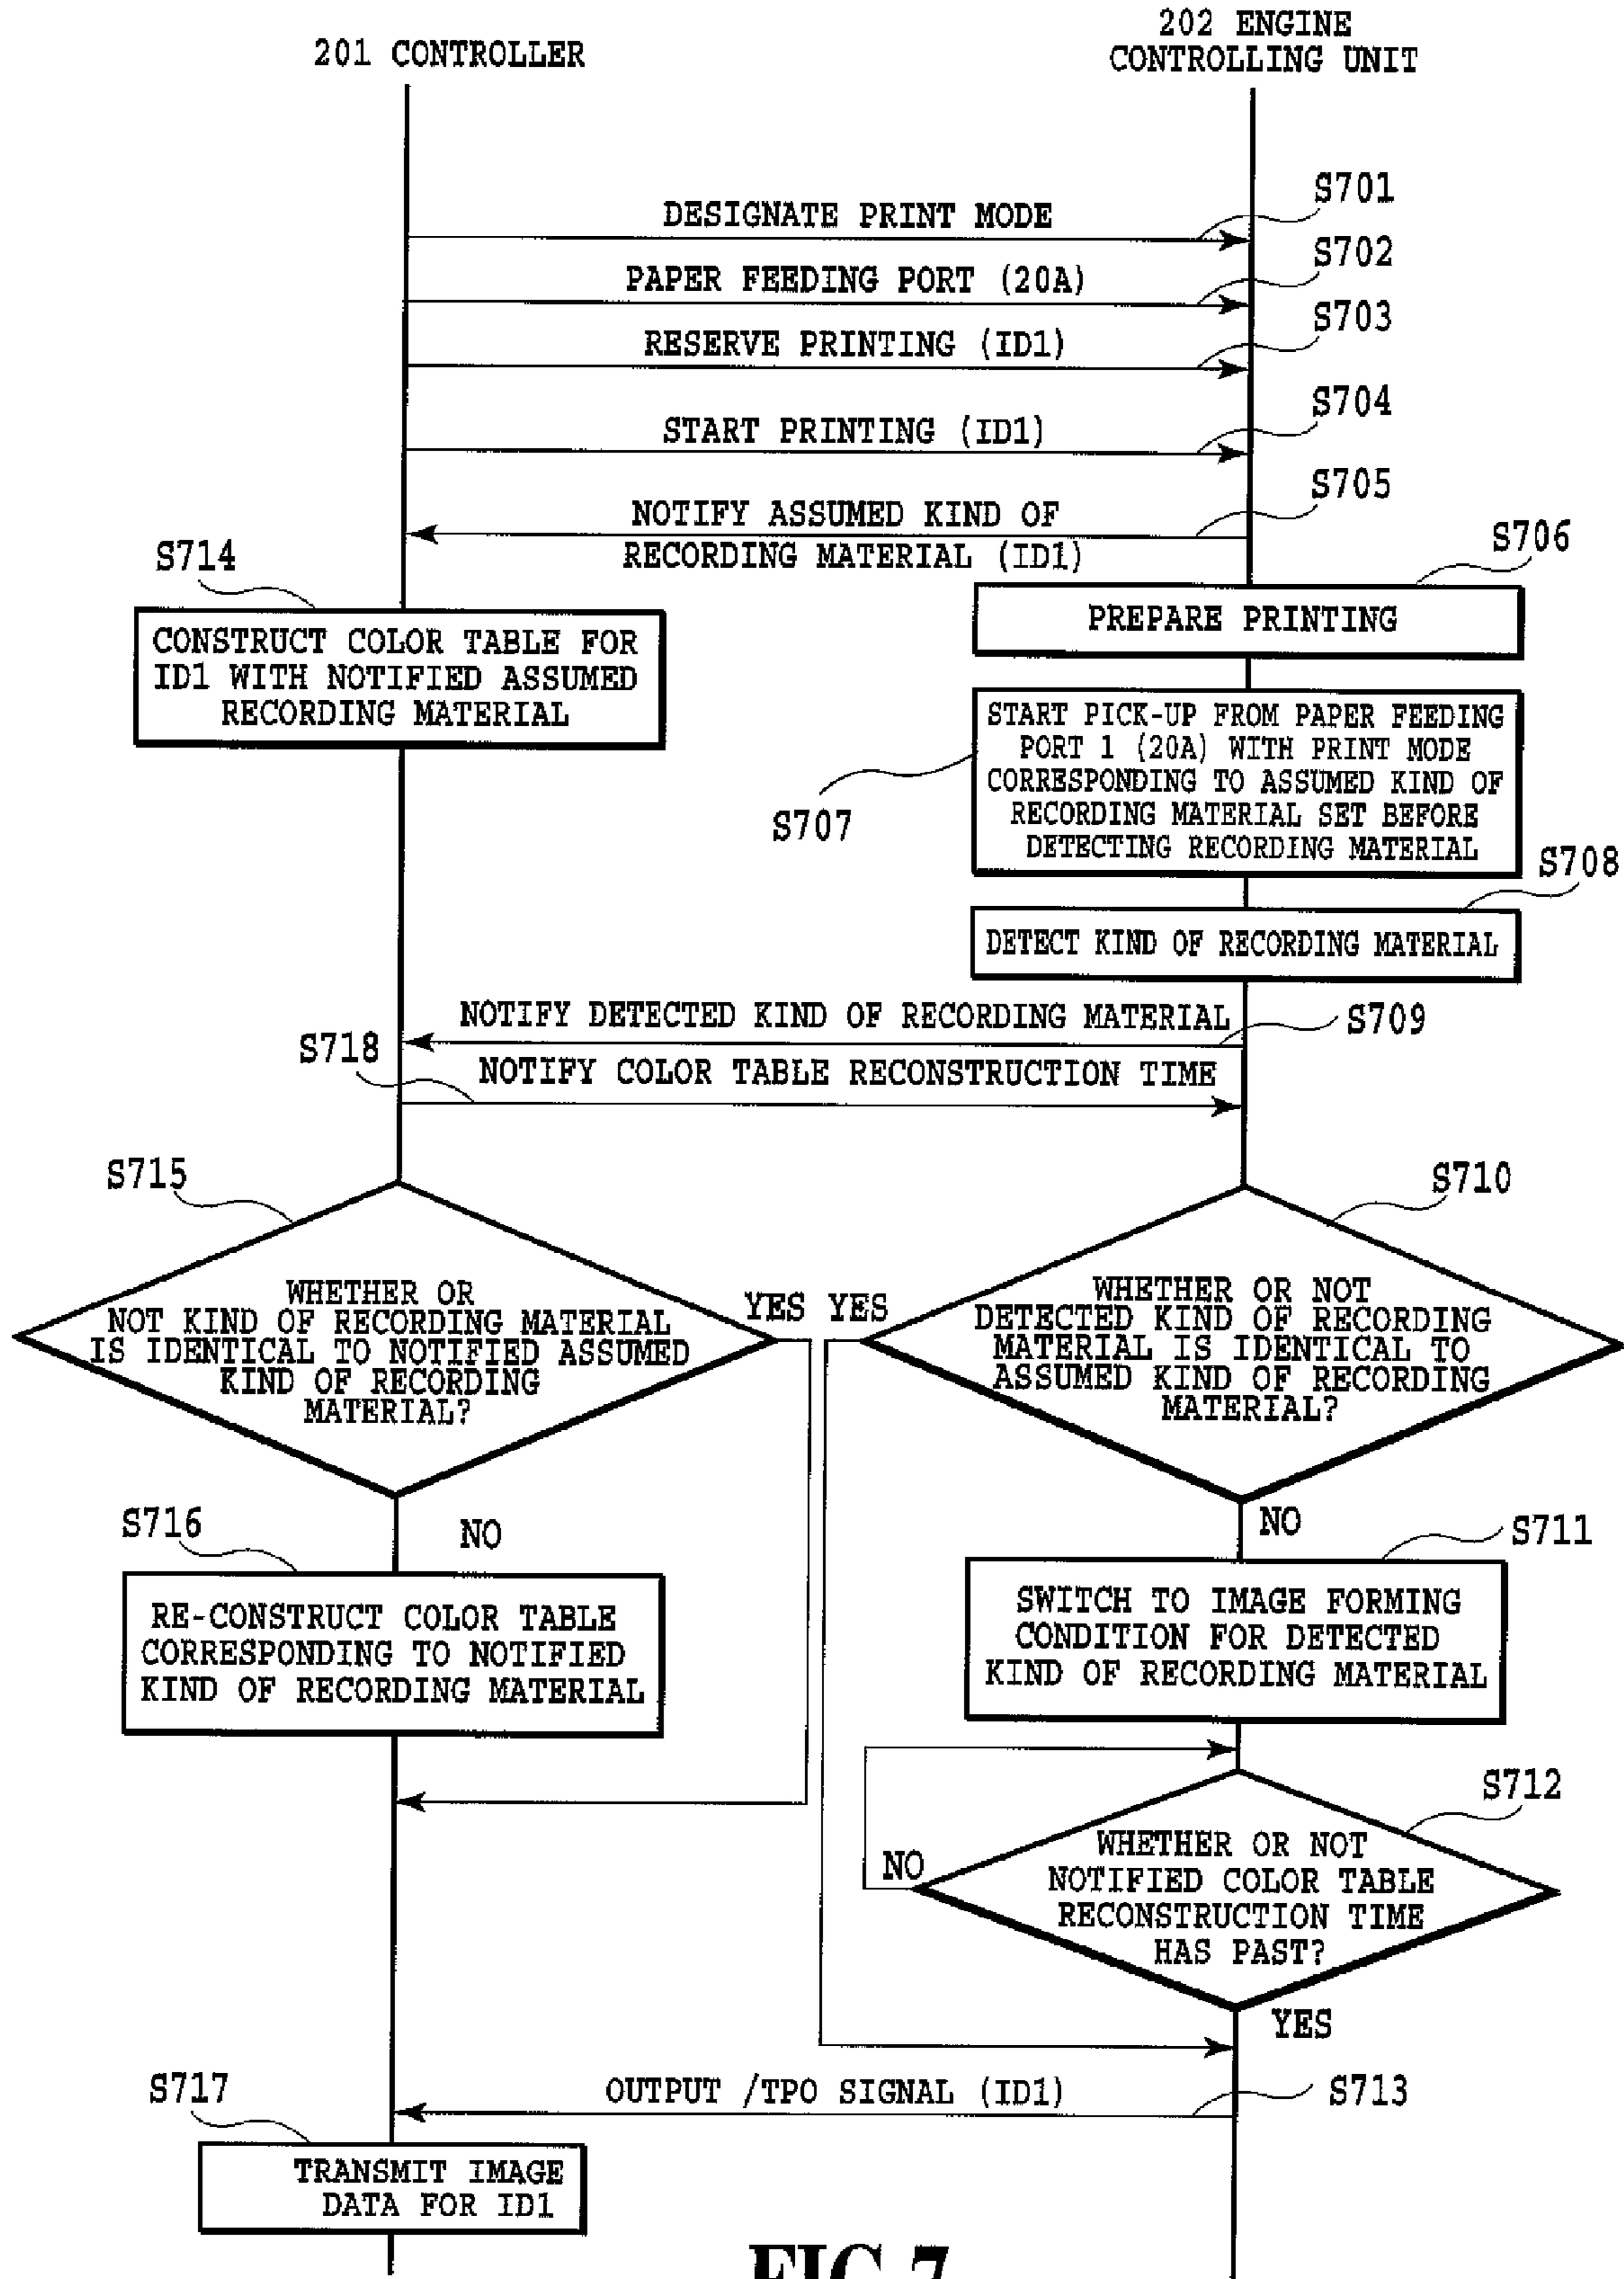 201 CONTROLLER
202 ENGINE
CONTROLLING UNIT
S701
DESIGNATE PRINT MODE
S702
PAPER FEEDING PORT (20A)
S703
RESERVE PRINTING (ID1)
S704
START PRINTING (ID1)
S705
NOTIFY ASSUMED KIND OF
RECORDING MATERIAL (ID1)
S714
CONSTRUCT COLOR TABLE FOR
ID1 WITH NOTIFIED ASSUMED
RECORDING MATERIAL
S706
PREPARE PRINTING
START PICK-UP FROM PAPER FEEDING
PORT 1 (20A) WITH PRINT MODE
CORRESPONDING TO ASSUMED KIND OF
RECORDING MATERIAL SET BEFORE
DETECTING RECORDING MATERIAL
S707
S708
DETECT KIND OF RECORDING MATERIAL
NOTIFY DETECTED KIND OF RECORDING MATERIAL
S709
S718
NOTIFY COLOR TABLE RECONSTRUCTION TIME
S715
WHETHER OR
NOT KIND OF RECORDING MATERIAL
IS IDENTICAL TO NOTIFIED ASSUMED
KIND OF RECORDING
MATERIAL?
YES
YES
S710
WHETHER OR NOT
DETECTED KIND OF RECORDING
MATERIAL IS IDENTICAL TO
ASSUMED KIND OF RECORDING
MATERIAL?
NO
S716
RE-CONSTRUCT COLOR TABLE
CORRESPONDING TO NOTIFIED
KIND OF RECORDING MATERIAL
NO
S711
SWITCH TO IMAGE FORMING
CONDITION FOR DETECTED
KIND OF RECORDING MATERIAL
S712
NO
WHETHER OR NOT
NOTIFIED COLOR TABLE
RECONSTRUCTION TIME
HAS PAST?
YES
OUTPUT /TPO SIGNAL (ID1)
S713
S717
TRANSMIT IMAGE
DATA FOR ID1
FIG.7